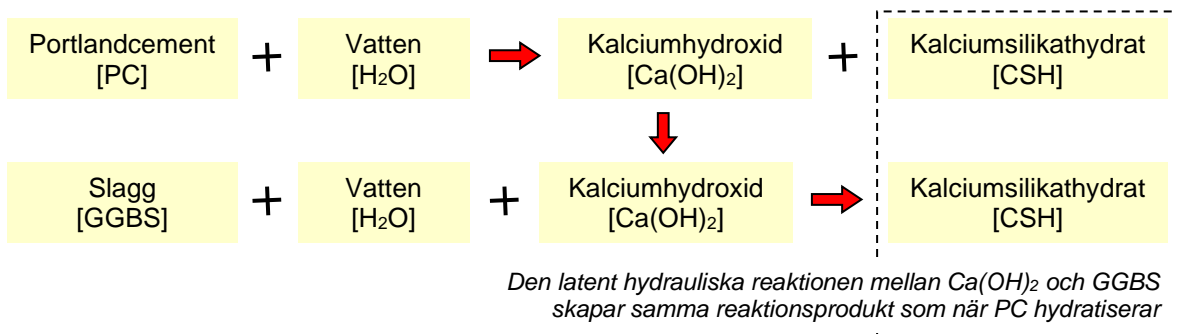 Portlandcement + Vatten Kalciumhydroxid + Kalciumsilikathydrat
[PC] [H₂O] [Ca(OH)₂] [CSH]
Slagg + Vatten + Kalciumhydroxid Kalciumsilikathydrat
[GGBS] [H₂O] [Ca(OH)₂] [CSH]
Den latent hydrauliska reaktionen mellan Ca(OH)₂ och GGBS
skapar samma reaktionsprodukt som när PC hydratiserar